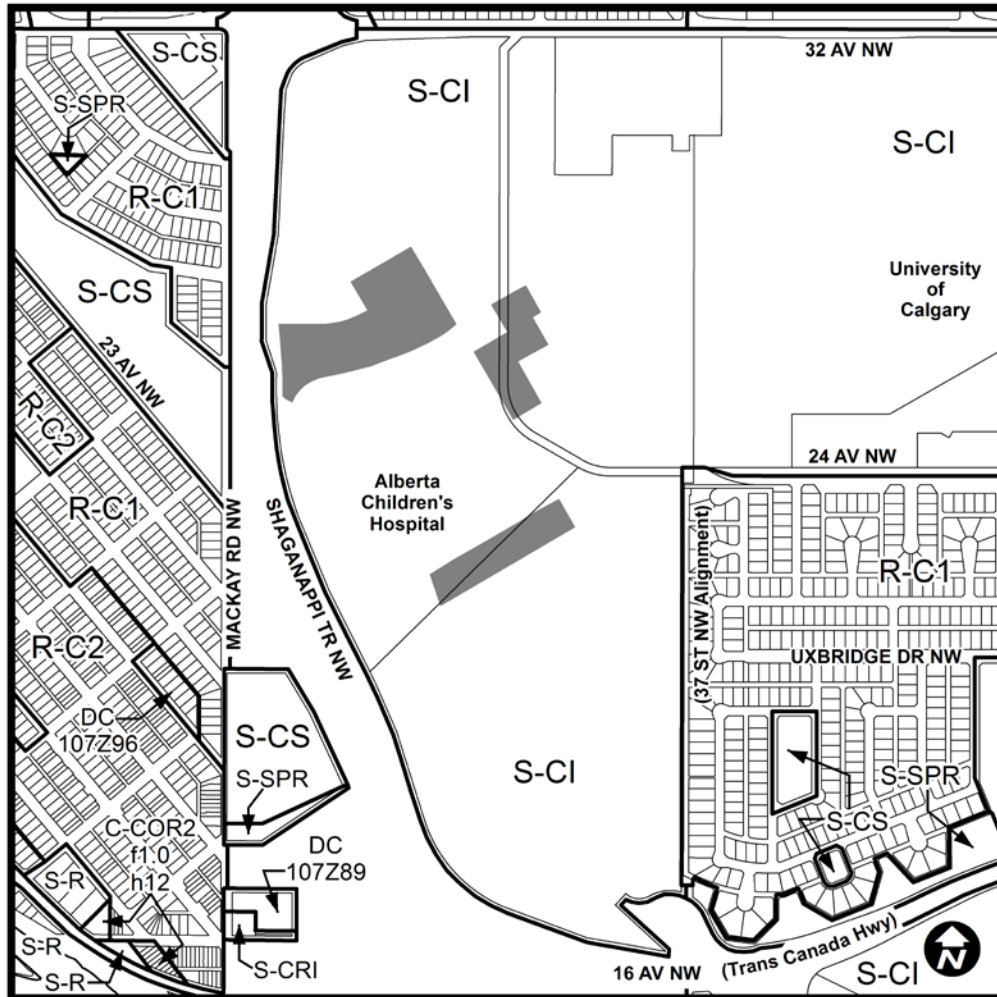 32 AV NW
S-CS
S-CI
S-SPR
S-CI
R-C1
University
of
Calgary
S-CS
23 AV NW
R-C2
24 AV NW
Alberta
Children's
Hospital
R-C1
MACKAY RD NW
SHAGANAPPI TR NW
(37 ST NW Alignment)
R-C1
R-C2
UXBRIDGE DR NW
DC
107Z96
S-CS
S-CI
S-SPR
S-SPR
S-CS
C-COR2
f1.0
h12
DC
107Z89
S-R
S-R
S-R
S-CRI
16 AV NW
(Trans Canada Hwy)
S-CI
N